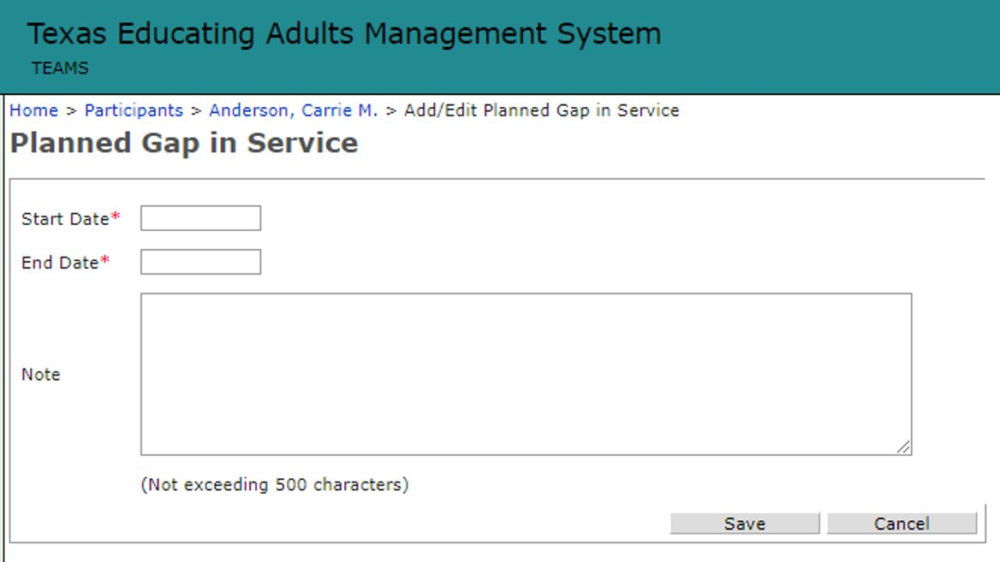 Texas Educating Adults Management System
TEAMS
Home > Participants > Anderson, Carrie M. > Add/Edit Planned Gap in Service
Planned Gap in Service
Start Date*
End Date*
Note
(Not exceeding 500 characters)
Save Cancel